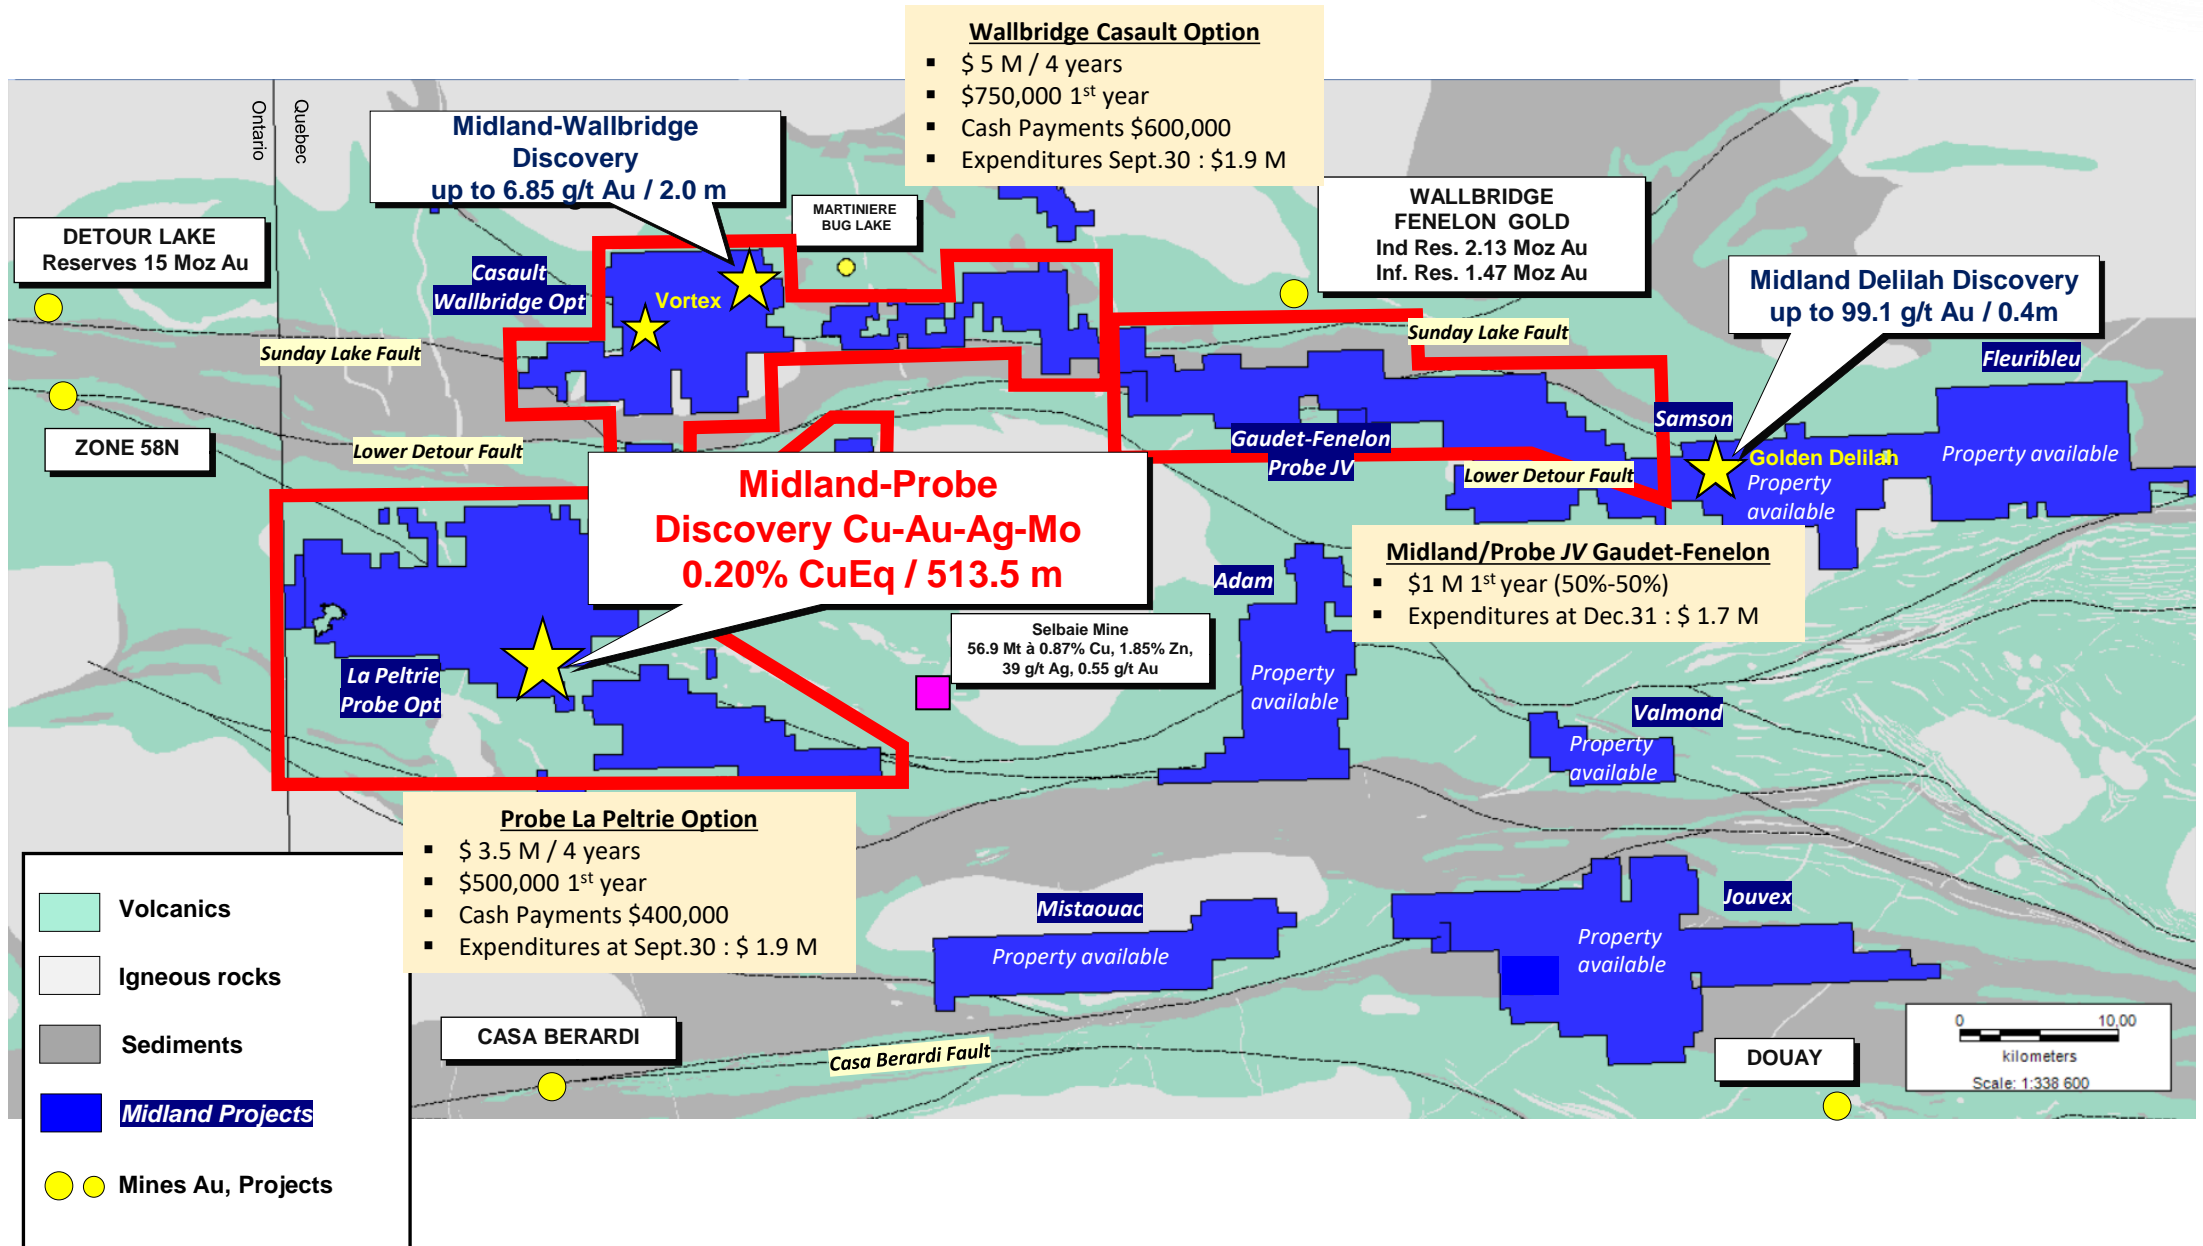 Wallbridge Casault Option
▪ $ 5 M / 4 years
▪ $750,000 1st year
▪ Cash Payments $600,000
▪ Expenditures Sept.30 : $1.9 M
Ontario
Quebec
Midland-Wallbridge
Discovery
up to 6.85 g/t Au / 2.0 m
MARTINIERE
BUG LAKE
WALLBRIDGE
FENELON GOLD
Ind Res. 2.13 Moz Au
Inf. Res. 1.47 Moz Au
DETOUR LAKE
Reserves 15 Moz Au
Casault
Wallbridge Opt
Vortex
Midland Delilah Discovery
up to 99.1 g/t Au / 0.4m
Sunday Lake Fault
Sunday Lake Fault
Fleuribleu
ZONE 58N
Lower Detour Fault
Gaudet-Fenelon
Probe JV
Samson
Golden Delilah
Property
available
Property available
Lower Detour Fault
Midland-Probe
Discovery Cu-Au-Ag-Mo
0.20% CuEq / 513.5 m
Midland/Probe JV Gaudet-Fenelon
▪ $1 M 1st year (50%-50%)
▪ Expenditures at Dec.31 : $ 1.7 M
Adam
Property
available
Selbaie Mine
56.9 Mt à 0.87% Cu, 1.85% Zn,
39 g/t Ag, 0.55 g/t Au
La Peltrie
Probe Opt
Valmond
Property
available
Probe La Peltrie Option
▪ $ 3.5 M / 4 years
▪ $500,000 1st year
▪ Cash Payments $400,000
▪ Expenditures at Sept.30 : $ 1.9 M
Mistaouac
Property available
Jouvex
Property
available
Volcanics
Igneous rocks
Sediments
Midland Projects
Mines Au, Projects
CASA BERARDI
Casa Berardi Fault
DOUAY
0 10,00
kilometers
Scale: 1:338 600